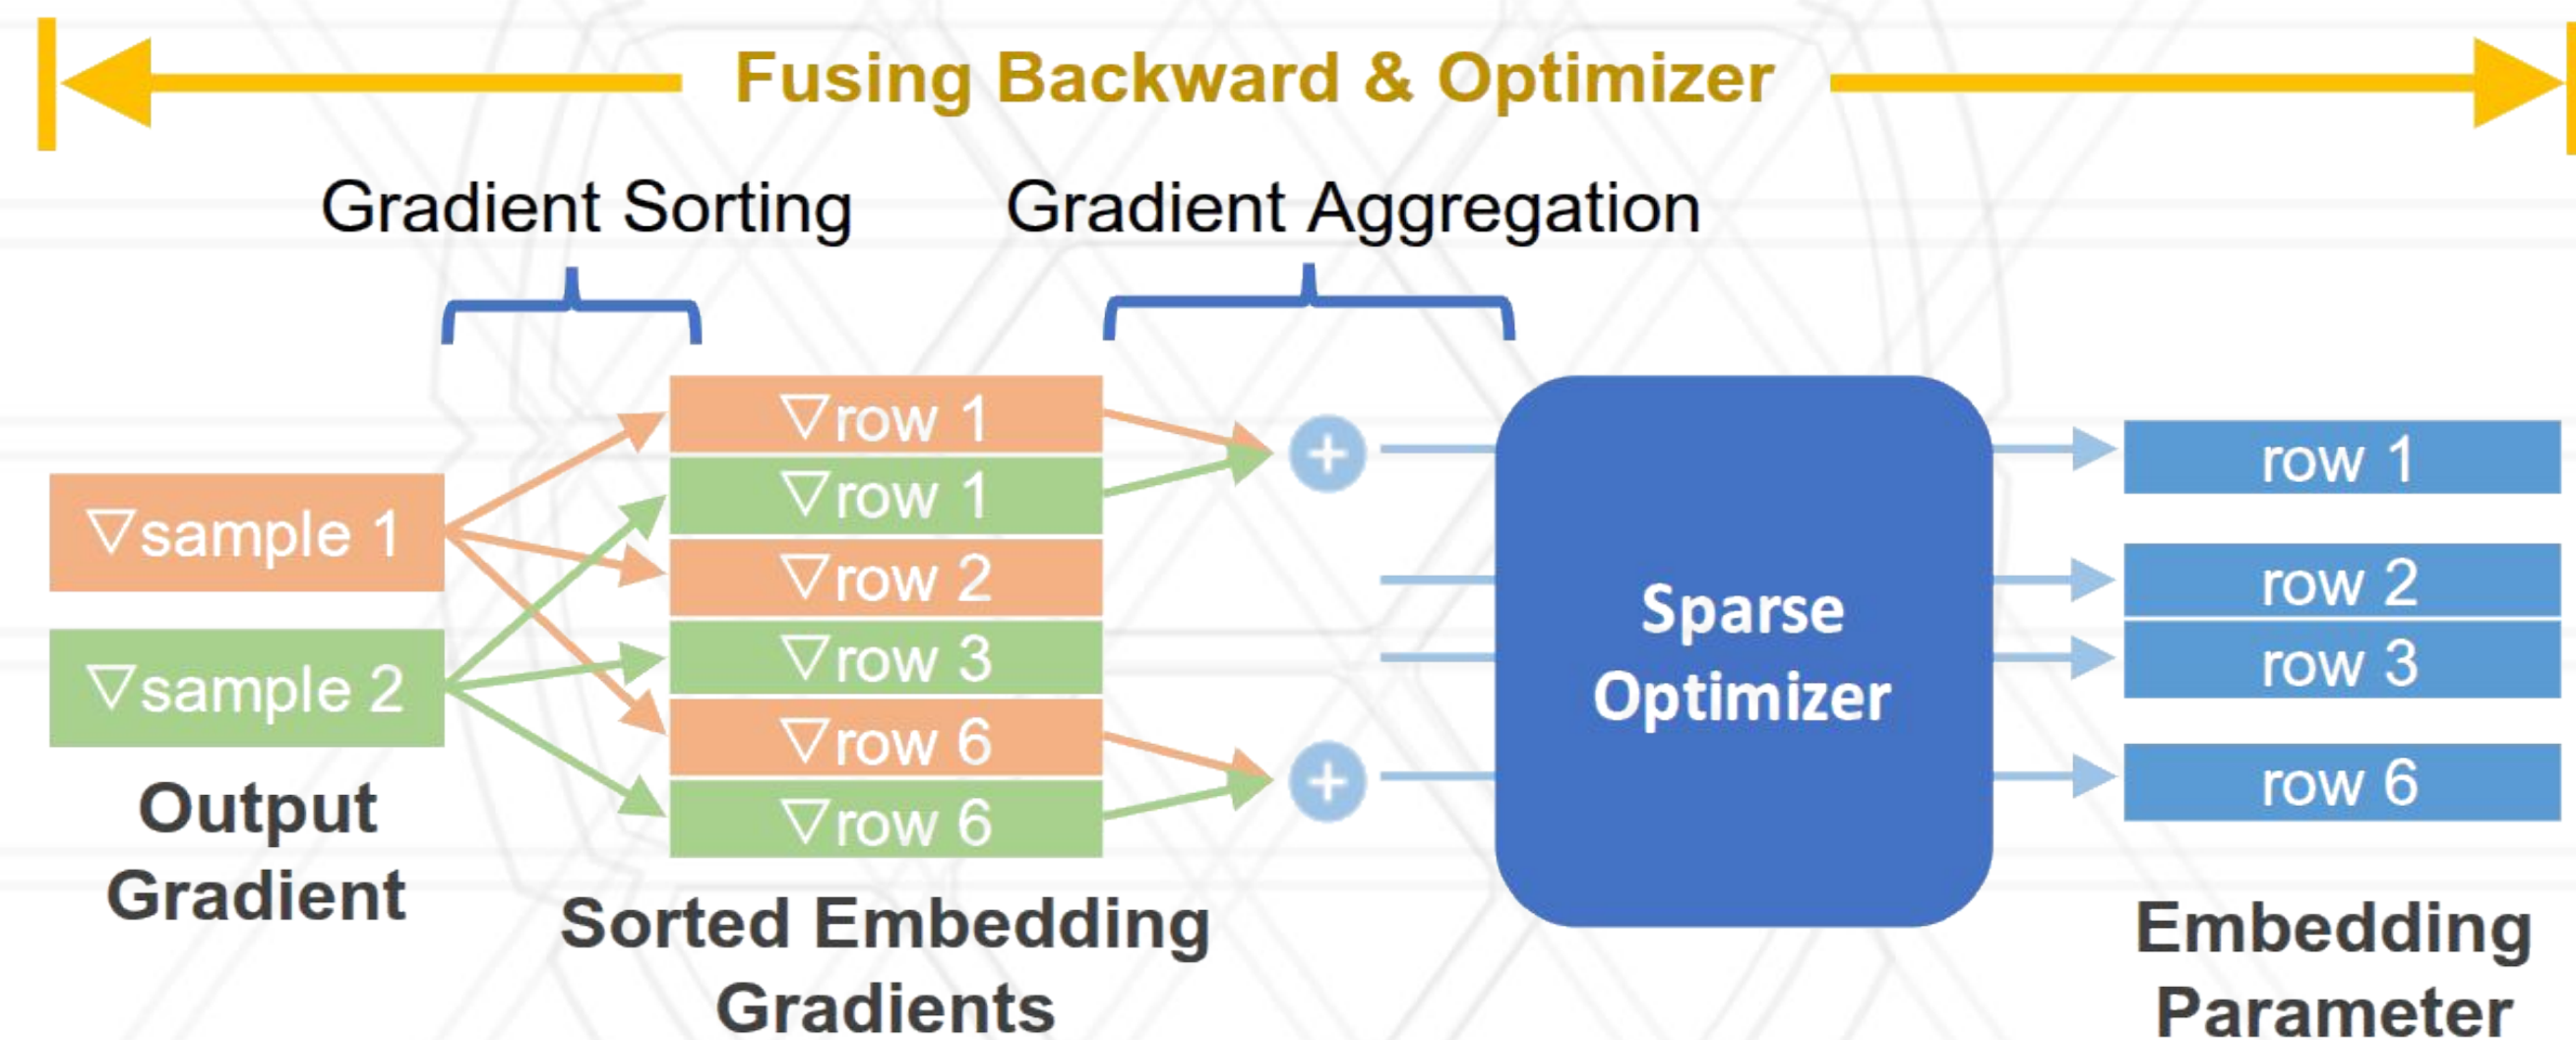 Fusing Backward & Optimizer
Gradient Sorting
Gradient Aggregation
▽sample 1
▽sample 2
Output
Gradient
▽row 1
▽row 1
▽row 2
▽row 3
▽row 6
▽row 6
Sorted Embedding
Gradients
+
+
Sparse
Optimizer
row 1
row 2
row 3
row 6
Embedding
Parameter